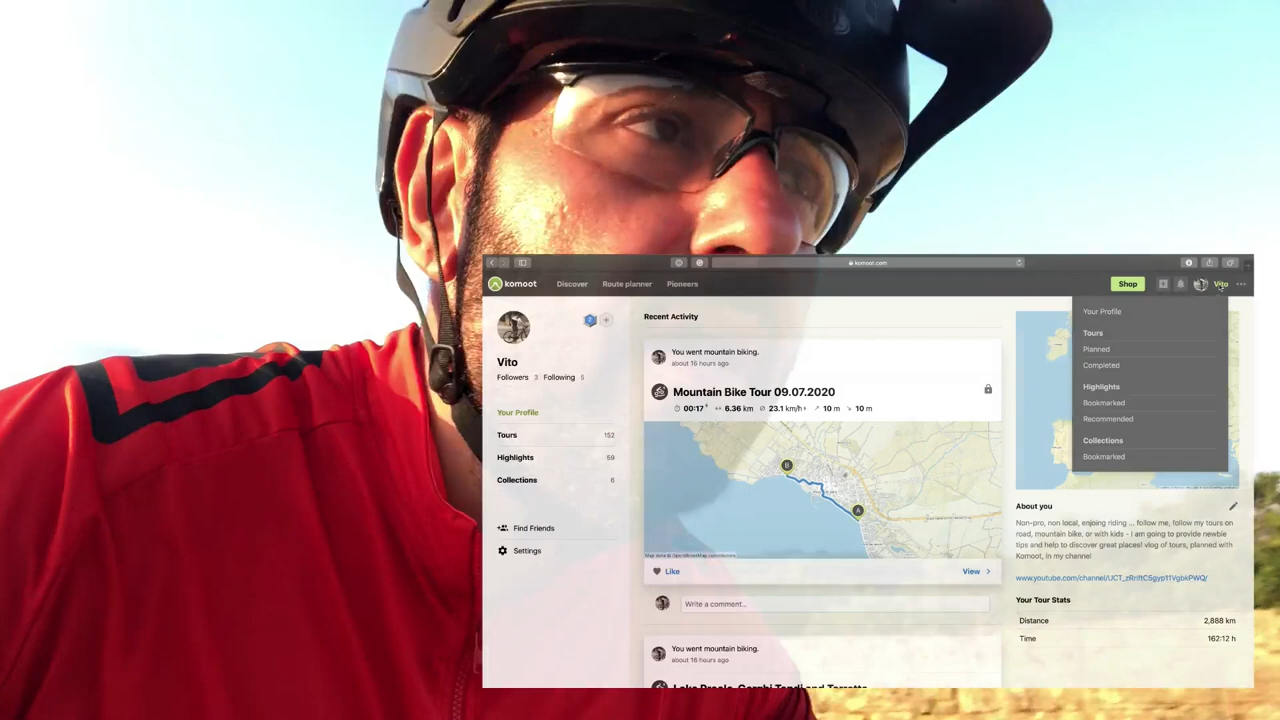 komoot.com
komoot Discover Route planner Pioneers Shop Vito
Your Profile
Tours
Planned
Completed
Highlights
Bookmarked
Recommended
Collections
Bookmarked
Vito
Followers 3 Following 5
Your Profile
Tours 152
Highlights 59
Collections 6
Find Friends
Settings
Recent Activity
You went mountain biking.
about 16 hours ago
Mountain Bike Tour 09.07.2020
00:17 6.36 km 23.1 km/h 10 m 10 m
B
A
Map data © OpenStreetMap contributors
Like View
Write a comment...
You went mountain biking.
about 16 hours ago
About you
Non-pro, non local, enjoing riding ... follow me, follow my tours on
road, mountain bike, or with kids - I am going to provide newbie
tips and help to discover great places! vlog of tours, planned with
Komoot, in my channel
Your Tour Stats
Distance 2,888 km
Time 162:12 h